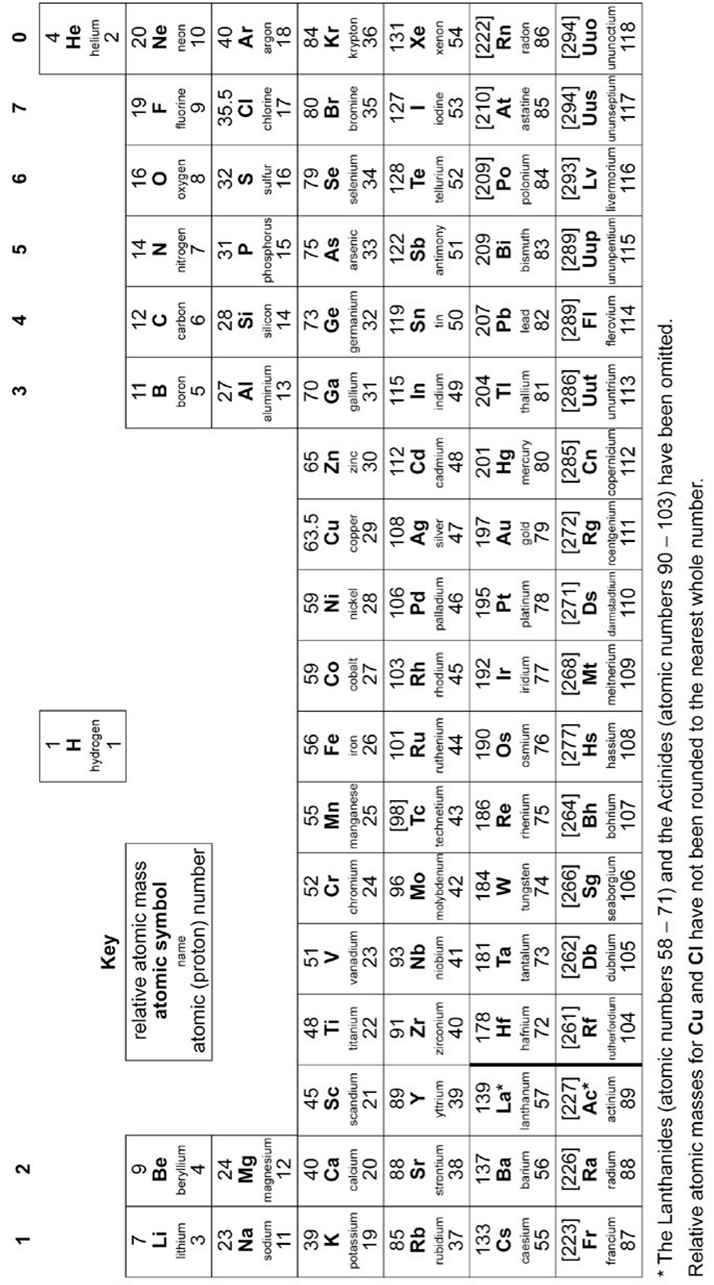 1 2 3 4 5 6 7 0
Key
relative atomic mass
atomic symbol
name
atomic (proton) number
1
H
hydrogen
1
4
He
helium
2
7
Li
lithium
3
9
Be
beryllium
4
11
B
boron
5
12
C
carbon
6
14
N
nitrogen
7
16
O
oxygen
8
19
F
fluorine
9
20
Ne
neon
10
23
Na
sodium
11
24
Mg
magnesium
12
27
Al
aluminium
13
28
Si
silicon
14
31
P
phosphorus
15
32
S
sulfur
16
35.5
Cl
chlorine
17
40
Ar
argon
18
39
K
potassium
19
40
Ca
calcium
20
45
Sc
scandium
21
48
Ti
titanium
22
51
V
vanadium
23
52
Cr
chromium
24
55
Mn
manganese
25
56
Fe
iron
26
59
Co
cobalt
27
59
Ni
nickel
28
63.5
Cu
copper
29
65
Zn
zinc
30
70
Ga
gallium
31
73
Ge
germanium
32
75
As
arsenic
33
79
Se
selenium
34
80
Br
bromine
35
84
Kr
krypton
36
85
Rb
rubidium
37
88
Sr
strontium
38
89
Y
yttrium
39
91
Zr
zirconium
40
93
Nb
niobium
41
96
Mo
molybdenum
42
[98]
Tc
technetium
43
101
Ru
ruthenium
44
103
Rh
rhodium
45
106
Pd
palladium
46
108
Ag
silver
47
112
Cd
cadmium
48
115
In
indium
49
119
Sn
tin
50
122
Sb
antimony
51
128
Te
tellurium
52
127
I
iodine
53
131
Xe
xenon
54
133
Cs
caesium
55
137
Ba
barium
56
139
La*
lanthanum
57
178
Hf
hafnium
72
181
Ta
tantalum
73
184
W
tungsten
74
186
Re
rhenium
75
190
Os
osmium
76
192
Ir
iridium
77
195
Pt
platinum
78
197
Au
gold
79
201
Hg
mercury
80
204
Tl
thallium
81
207
Pb
lead
82
209
Bi
bismuth
83
[209]
Po
polonium
84
[210]
At
astatine
85
[222]
Rn
radon
86
[223]
Fr
francium
87
[226]
Ra
radium
88
[227]
Ac*
actinium
89
[261]
Rf
rutherfordium
104
[262]
Db
dubnium
105
[266]
Sg
seaborgium
106
[264]
Bh
bohrium
107
[277]
Hs
hassium
108
[268]
Mt
meitnerium
109
[271]
Ds
darmstadtium
110
[272]
Rg
roentgenium
111
[285]
Cn
copernicium
112
[286]
Uut
ununtrium
113
[289]
Fl
flerovium
114
[289]
Uup
ununpentium
115
[293]
Lv
livermorium
116
[294]
Uus
ununseptium
117
[294]
Uuo
ununoctium
118
* The Lanthanides (atomic numbers 58 – 71) and the Actinides (atomic numbers 90 – 103) have been omitted.
Relative atomic masses for Cu and Cl have not been rounded to the nearest whole number.